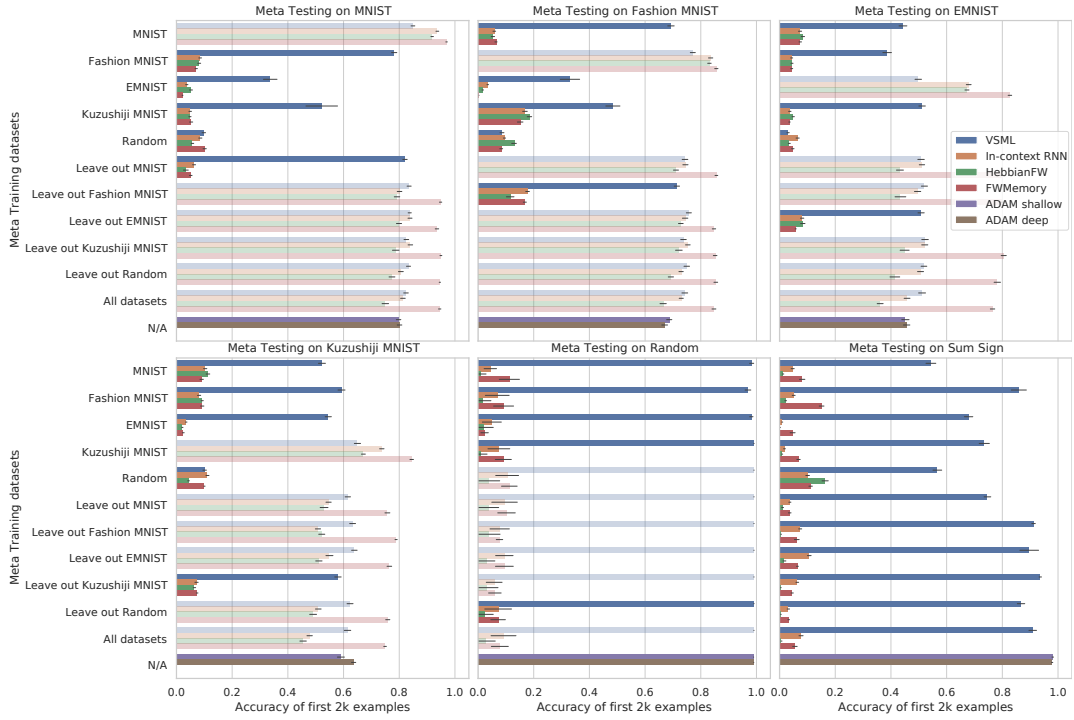 Meta Testing on MNIST
Meta Testing on Fashion MNIST
Meta Testing on EMNIST
Meta Training datasets
MNIST
Fashion MNIST
EMNIST
Kuzushiji MNIST
Random
Leave out MNIST
Leave out Fashion MNIST
Leave out EMNIST
Leave out Kuzushiji MNIST
Leave out Random
All datasets
N/A
VSML
In-context RNN
HebbianFW
FWMemory
ADAM shallow
ADAM deep
Meta Testing on Kuzushiji MNIST
Meta Testing on Random
Meta Testing on Sum Sign
Meta Training datasets
MNIST
Fashion MNIST
EMNIST
Kuzushiji MNIST
Random
Leave out MNIST
Leave out Fashion MNIST
Leave out EMNIST
Leave out Kuzushiji MNIST
Leave out Random
All datasets
N/A
0.0 0.2 0.4 0.6 0.8 1.0
0.0 0.2 0.4 0.6 0.8 1.0
0.0 0.2 0.4 0.6 0.8 1.0
Accuracy of first 2k examples
Accuracy of first 2k examples
Accuracy of first 2k examples